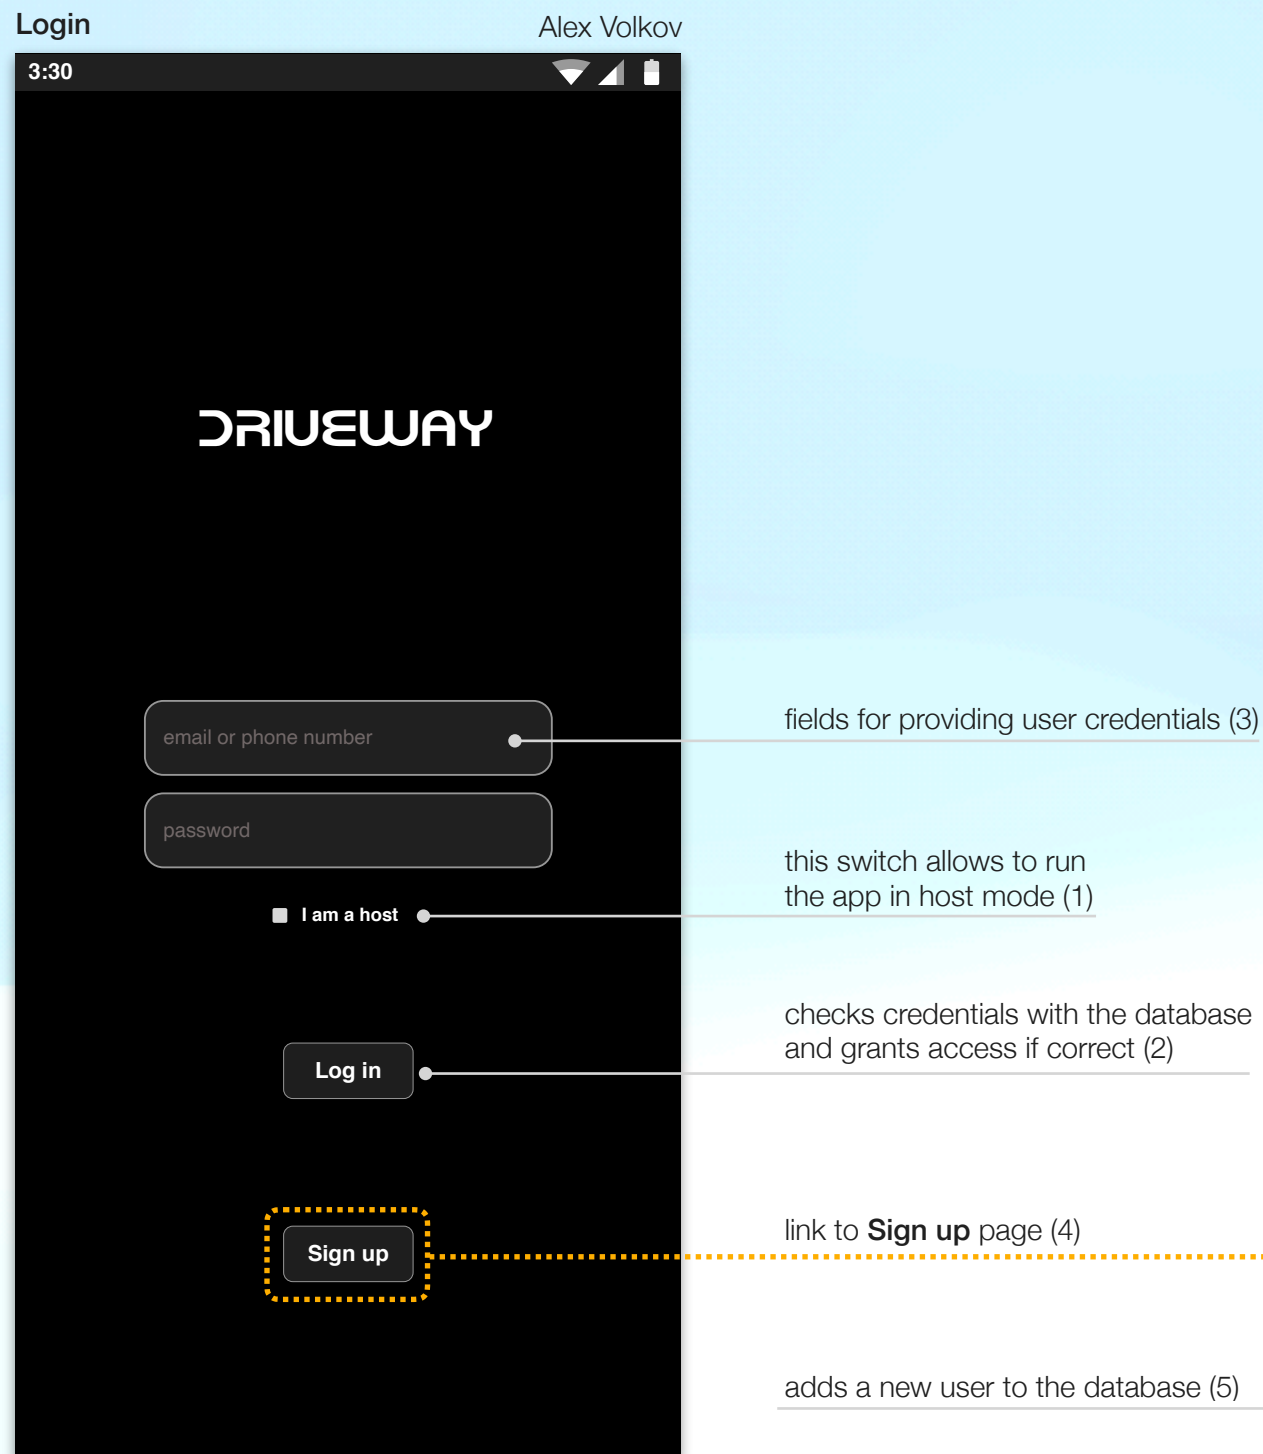 Login
Alex Volkov
3:30
DRIVEWAY
email or phone number
fields for providing user credentials (3)
password
this switch allows to run
the app in host mode (1)
I am a host
checks credentials with the database
and grants access if correct (2)
Log in
link to Sign up page (4)
Sign up
adds a new user to the database (5)